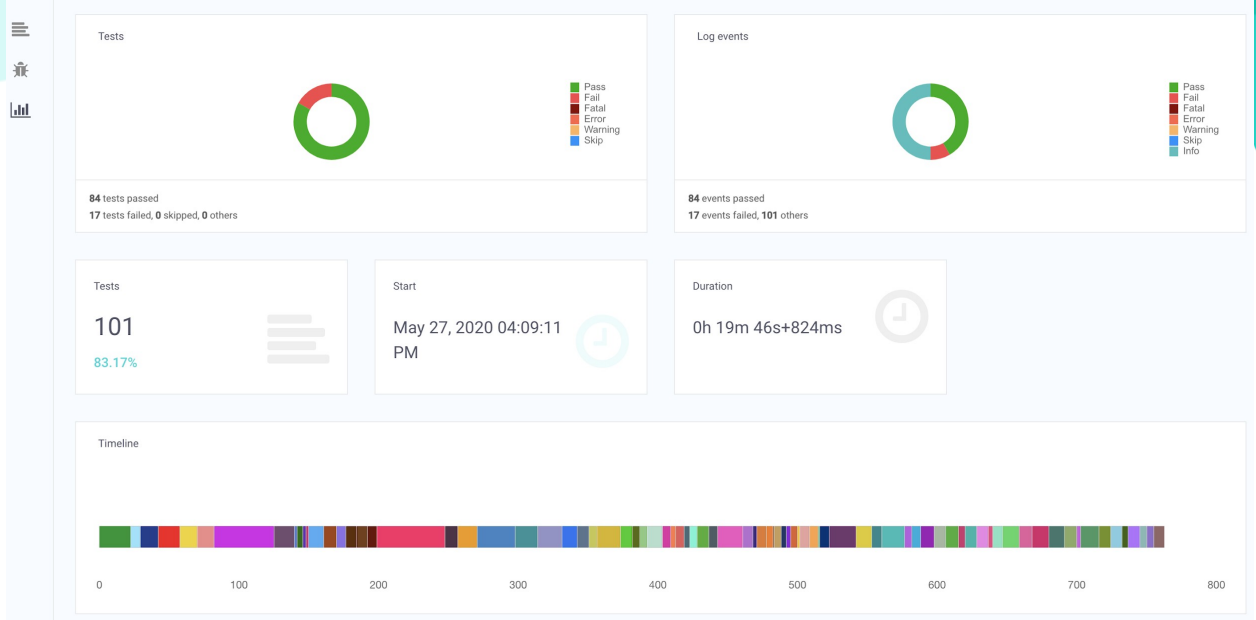 Tests
Pass
Fail
Fatal
Error
Warning
Skip
84 tests passed
17 tests failed, 0 skipped, 0 others
Log events
Pass
Fail
Fatal
Error
Warning
Skip
Info
84 events passed
17 events failed, 101 others
Tests
101
83.17%
Start
May 27, 2020 04:09:11
PM
Duration
0h 19m 46s+824ms
Timeline
0 100 200 300 400 500 600 700 800